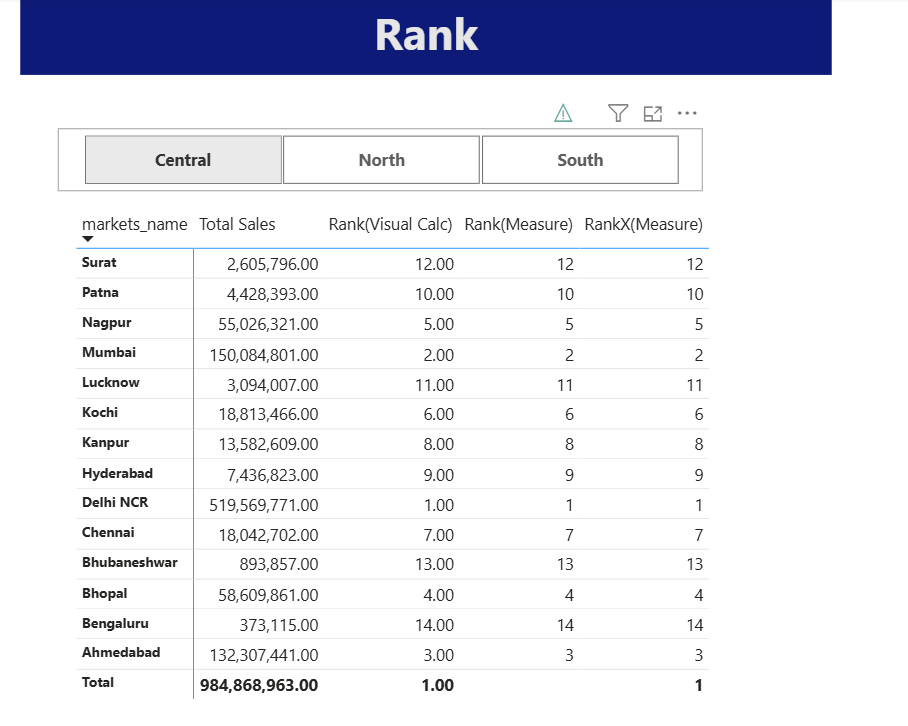 Rank
Central North South
markets_name Total Sales Rank(Visual Calc) Rank(Measure) RankX(Measure)
Surat 2,605,796.00 12.00 12 12
Patna 4,428,393.00 10.00 10 10
Nagpur 55,026,321.00 5.00 5 5
Mumbai 150,084,801.00 2.00 2 2
Lucknow 3,094,007.00 11.00 11 11
Kochi 18,813,466.00 6.00 6 6
Kanpur 13,582,609.00 8.00 8 8
Hyderabad 7,436,823.00 9.00 9 9
Delhi NCR 519,569,771.00 1.00 1 1
Chennai 18,042,702.00 7.00 7 7
Bhubaneshwar 893,857.00 13.00 13 13
Bhopal 58,609,861.00 4.00 4 4
Bengaluru 373,115.00 14.00 14 14
Ahmedabad 132,307,441.00 3.00 3 3
Total 984,868,963.00 1.00 1